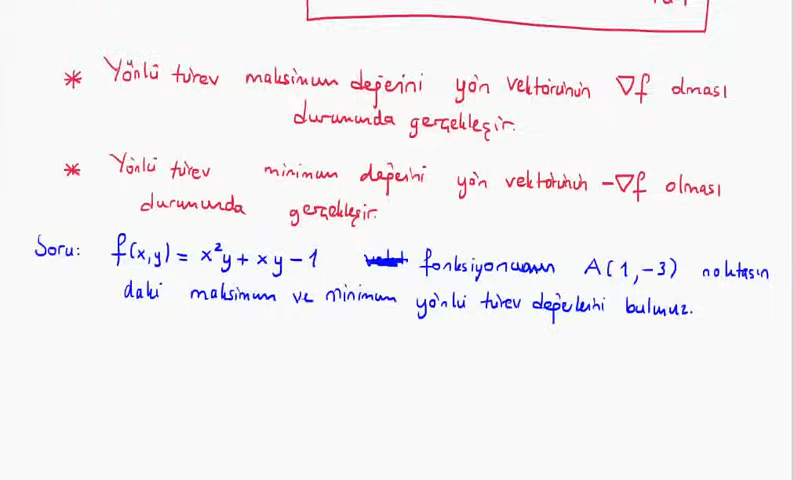 * Yönlü türev maksimum değerini yön vektörünün ∇f olması
durumunda gerçekleşir.
* Yönlü türev minimum değerini yön vektörünün -∇f olması
durumunda gerçekleşir.
Soru: f(x,y) = x²y + xy - 1 fonksiyonunun A(1,-3) noktasın
daki maksimum ve minimum yönlü türev değerlerini bulunuz.